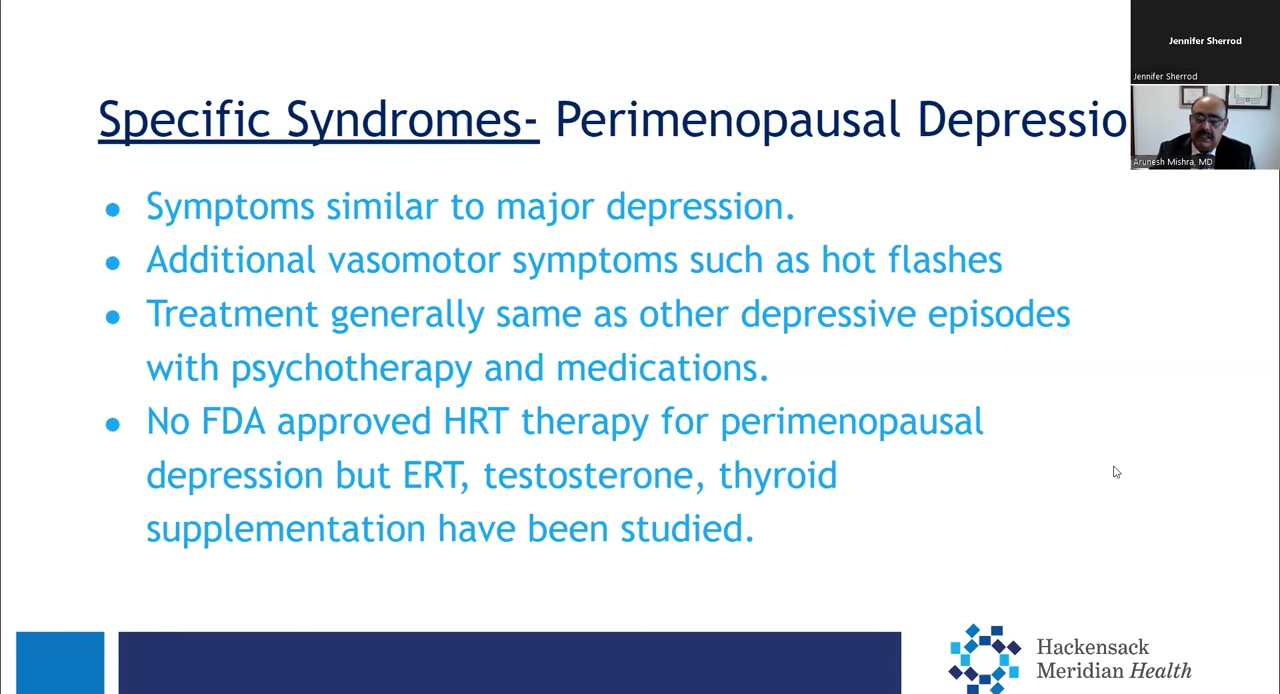 Jennifer Sherrod
Jennifer Sherrod
Arunesh Mishra, MD
Specific Syndromes- Perimenopausal Depressio
● Symptoms similar to major depression.
● Additional vasomotor symptoms such as hot flashes
● Treatment generally same as other depressive episodes
with psychotherapy and medications.
● No FDA approved HRT therapy for perimenopausal
depression but ERT, testosterone, thyroid
supplementation have been studied.
Hackensack
Meridian Health